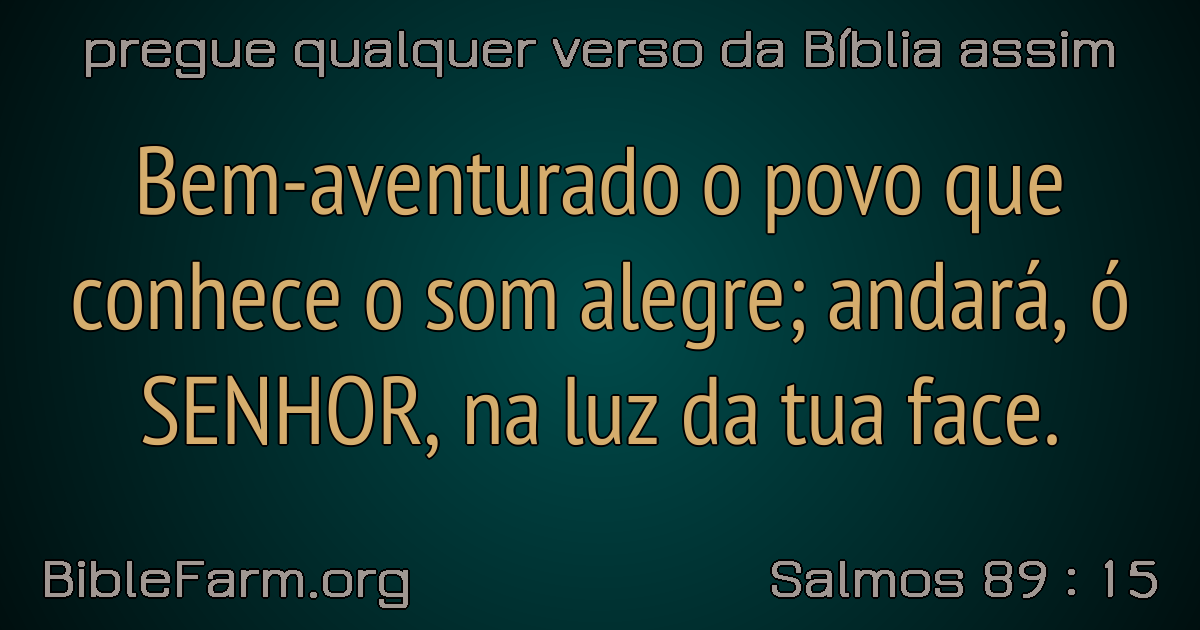 pregue qualquer verso da Bíblia assim
Bem-aventurado o povo que
conhece o som alegre; andará, ó
SENHOR, na luz da tua face.
BibleFarm.org
Salmos 89 : 15